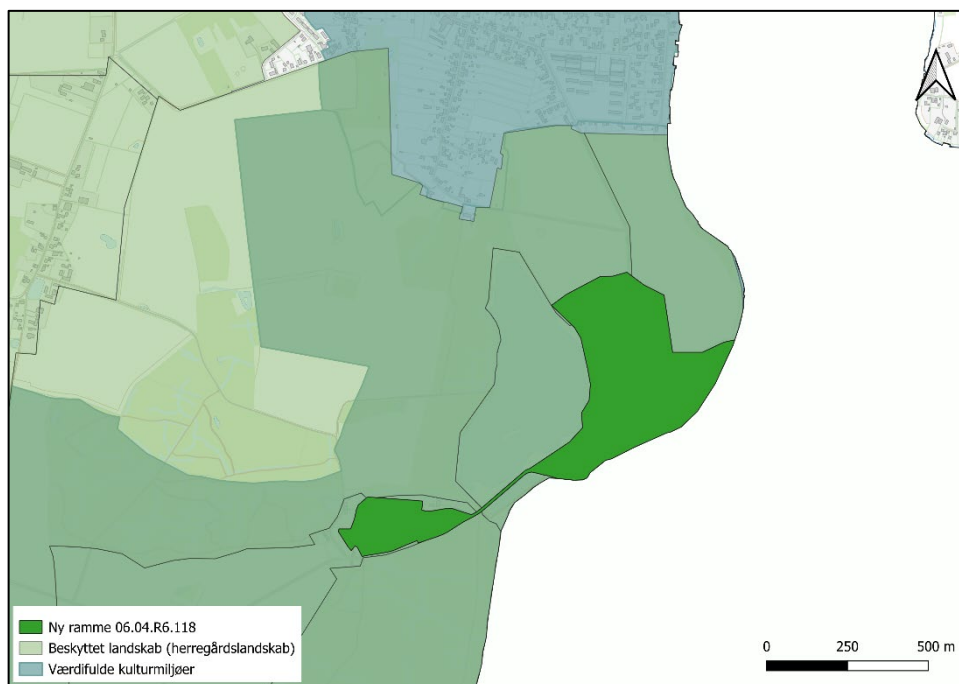 Ny ramme 06.04.R6.118
Beskyttet landskab (herregårdslandskab)
Værdifulde kulturmiljøer
0 250 500 m